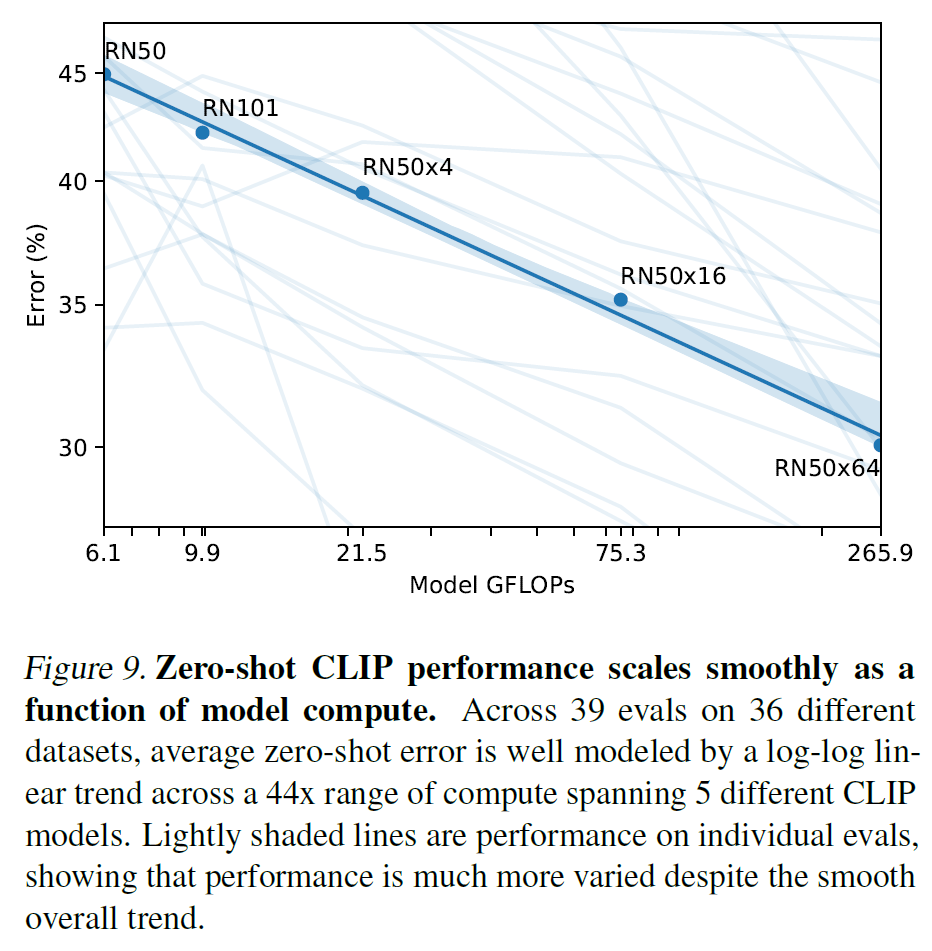 RN50
45
RN101
40
RN50x4
Error (%)
35
RN50x16
30
RN50x64
6.1 9.9 21.5 75.3 265.9
Model GFLOPs
Figure 9. Zero-shot CLIP performance scales smoothly as a
function of model compute. Across 39 evals on 36 different
datasets, average zero-shot error is well modeled by a log-log lin-
ear trend across a 44x range of compute spanning 5 different CLIP
models. Lightly shaded lines are performance on individual evals,
showing that performance is much more varied despite the smooth
overall trend.